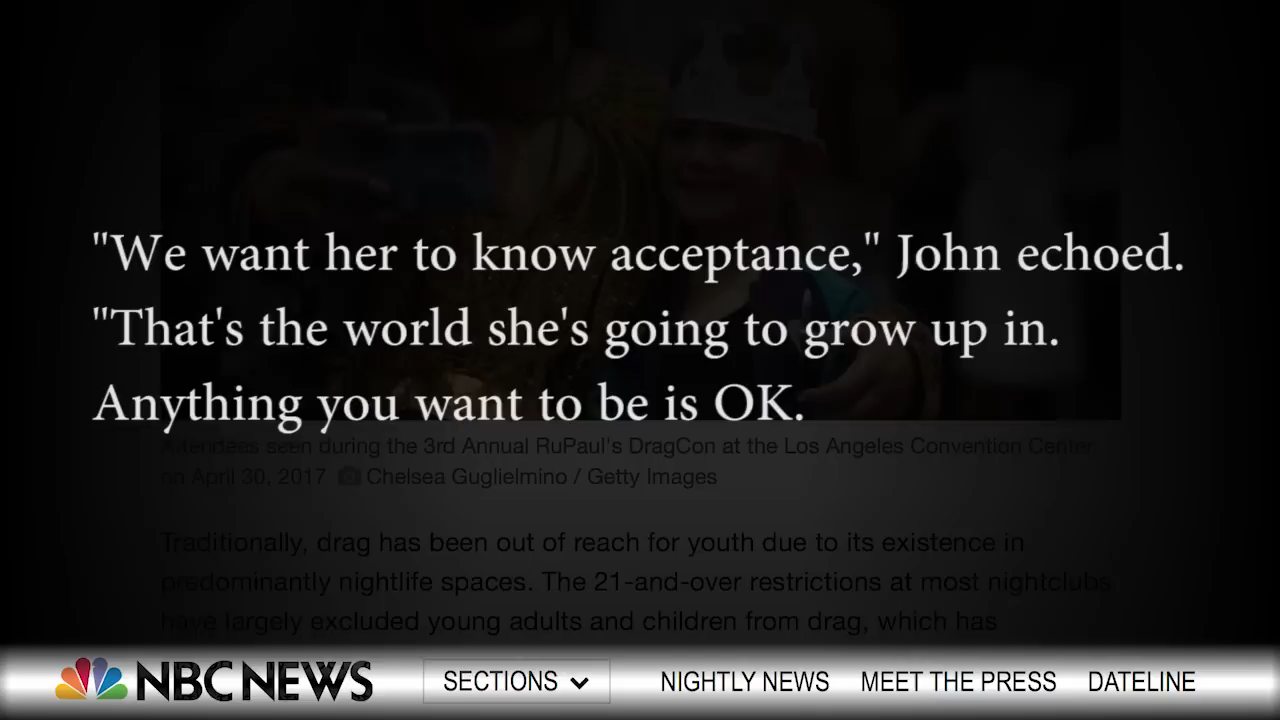 "We want her to know acceptance," John echoed.
"That's the world she's going to grow up in.
Anything you want to be is OK.
Attendees seen during the 3rd Annual RuPaul's DragCon at the Los Angeles Convention Center
on April 30, 2017 Chelsea Guglielmino / Getty Images
Traditionally, drag has been out of reach for youth due to its existence in
predominantly nightlife spaces. The 21-and-over restrictions at most nightclubs
have largely excluded young adults and children from drag, which has
NBC NEWS SECTIONS NIGHTLY NEWS MEET THE PRESS DATELINE